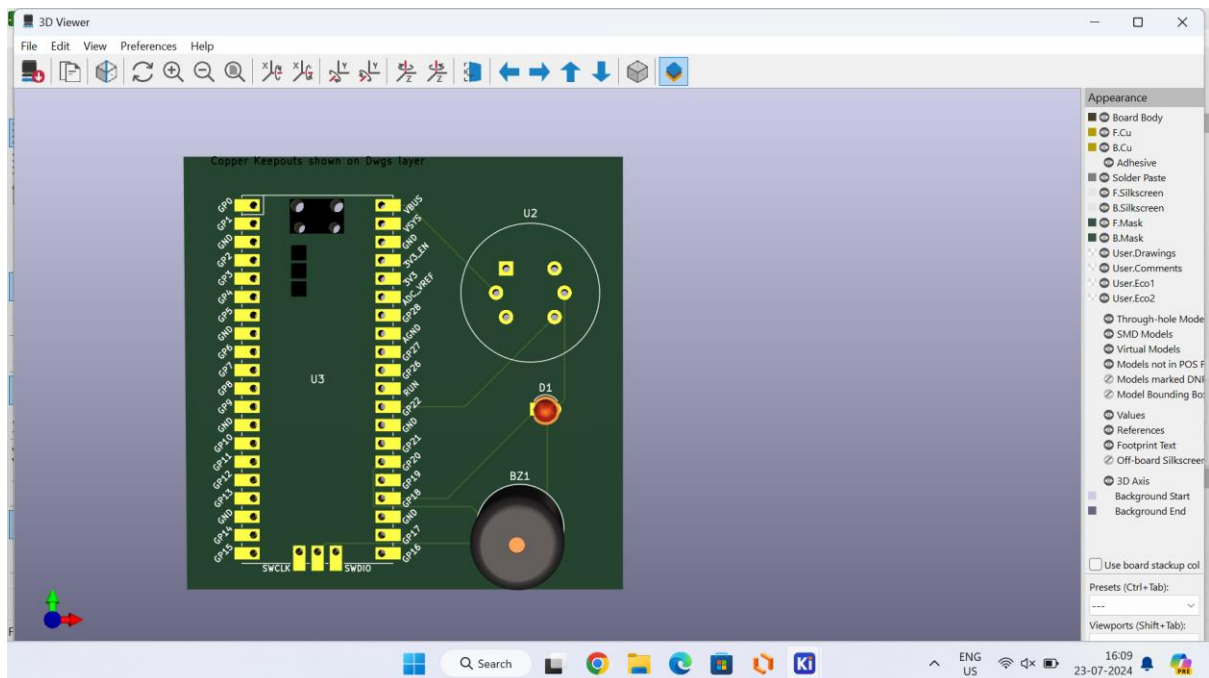 3D Viewer
File Edit View Preferences Help
Appearance
Board Body
F.Cu
B.Cu
Adhesive
Solder Paste
F.Silkscreen
B.Silkscreen
F.Mask
B.Mask
User.Drawings
User.Comments
User.Eco1
User.Eco2
Through-hole Mode
SMD Models
Virtual Models
Models not in POS F
Models marked DNI
Model Bounding Bo
Values
References
Footprint Text
Off-board Silkscreer
3D Axis
Background Start
Background End
Use board stackup col
Presets (Ctrl+Tab):
---
Viewports (Shift+Tab):
Copper Keepouts shown on Dwgs layer
GP0
GP1
GND
GP2
GP3
GP4
GP5
GND
GP6
GP7
GP8
GP9
GND
GP10
GP11
GP12
GP13
GND
GP14
GP15
U3
SWCLK SWDIO
VBUS
VSYS
GND
3V3_EN
3V3
ADC_VREF
GP28
AGND
GP27
GP26
RUN
GP22
GND
GP21
GP20
GP19
GP18
GND
GP17
GP16
U2
D1
BZ1
Search
Ki
ENG
US
16:09
23-07-2024
PRE